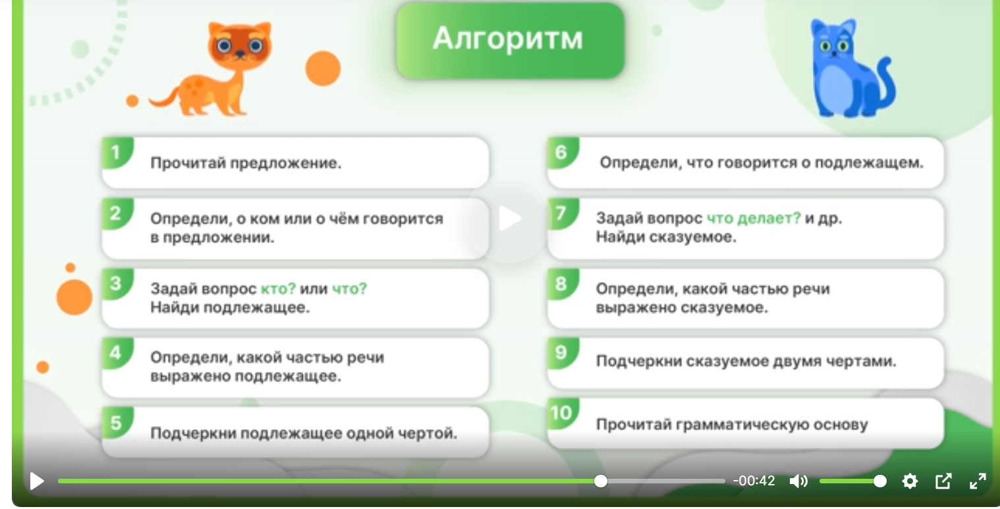 Алгоритм
1
Прочитай предложение.
2
Определи, о ком или о чём говорится
в предложении.
3
Задай вопрос кто? или что?
Найди подлежащее.
4
Определи, какой частью речи
выражено подлежащее.
5
Подчеркни подлежащее одной чертой.
6
Определи, что говорится о подлежащем.
7
Задай вопрос что делает? и др.
Найди сказуемое.
8
Определи, какой частью речи
выражено сказуемое.
9
Подчеркни сказуемое двумя чертами.
10
Прочитай грамматическую основу
-00:42